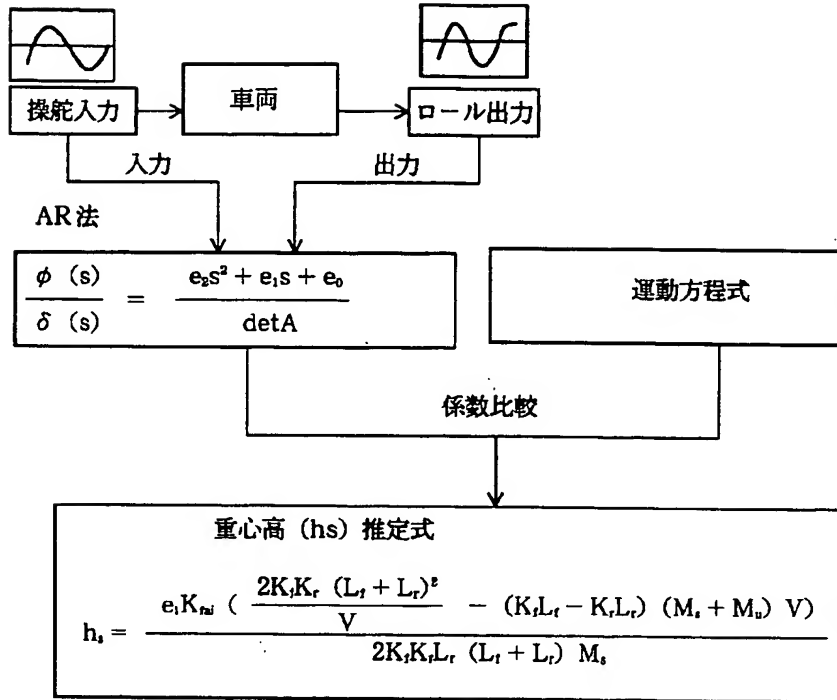 操舵入力
車両
ロール出力
入力
出力
AR法
φ (s) / δ (s) = e₂s² + e₁s + e₀ / detA
運動方程式
係数比較
重心高 (hs) 推定式
hₛ = e₁K_fai ( 2K_fK_r (L_f + L_r)² / V − (K_fL_f − K_rL_r) (Mₛ + Mᵤ) V) / 2K_fK_rL_r (L_f + L_r) Mₛ